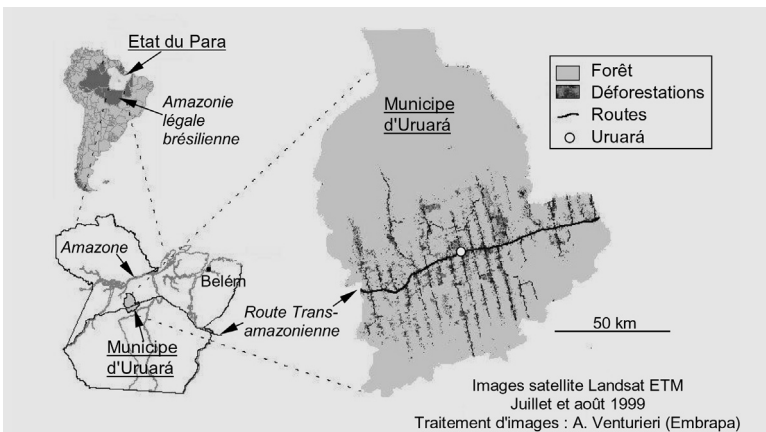 Etat du Para
Amazonie
légale
brésilienne
Municipe
d'Uruará
Forêt
Déforestations
Routes
Uruará
Amazone
Belém
Route Trans-
amazonienne
Municipe
d'Uruará
50 km
Images satellite Landsat ETM
Juillet et août 1999
Traitement d'images : A. Venturieri (Embrapa)